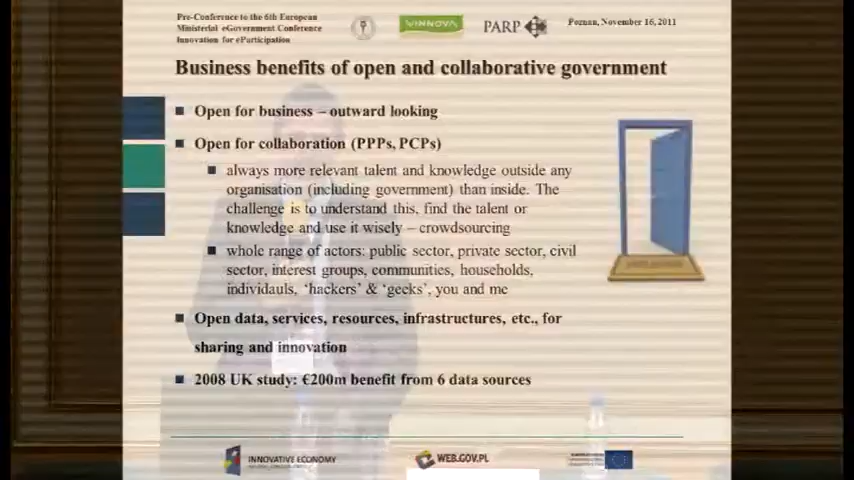 Pre-Conference to the 6th European
Ministerial eGovernment Conference
Innovation for eParticipation
VINNOVA
PARP
Poznan, November 16, 2011
Business benefits of open and collaborative government
Open for business – outward looking
Open for collaboration (PPPs, PCPs)
always more relevant talent and knowledge outside any
organisation (including government) than inside. The
challenge is to understand this, find the talent or
knowledge and use it wisely – crowdsourcing
whole range of actors: public sector, private sector, civil
sector, interest groups, communities, households,
individauls, ‘hackers’ & ‘geeks’, you and me
Open data, services, resources, infrastructures, etc., for
sharing and innovation
2008 UK study: €200m benefit from 6 data sources
INNOVATIVE ECONOMY
WEB.GOV.PL